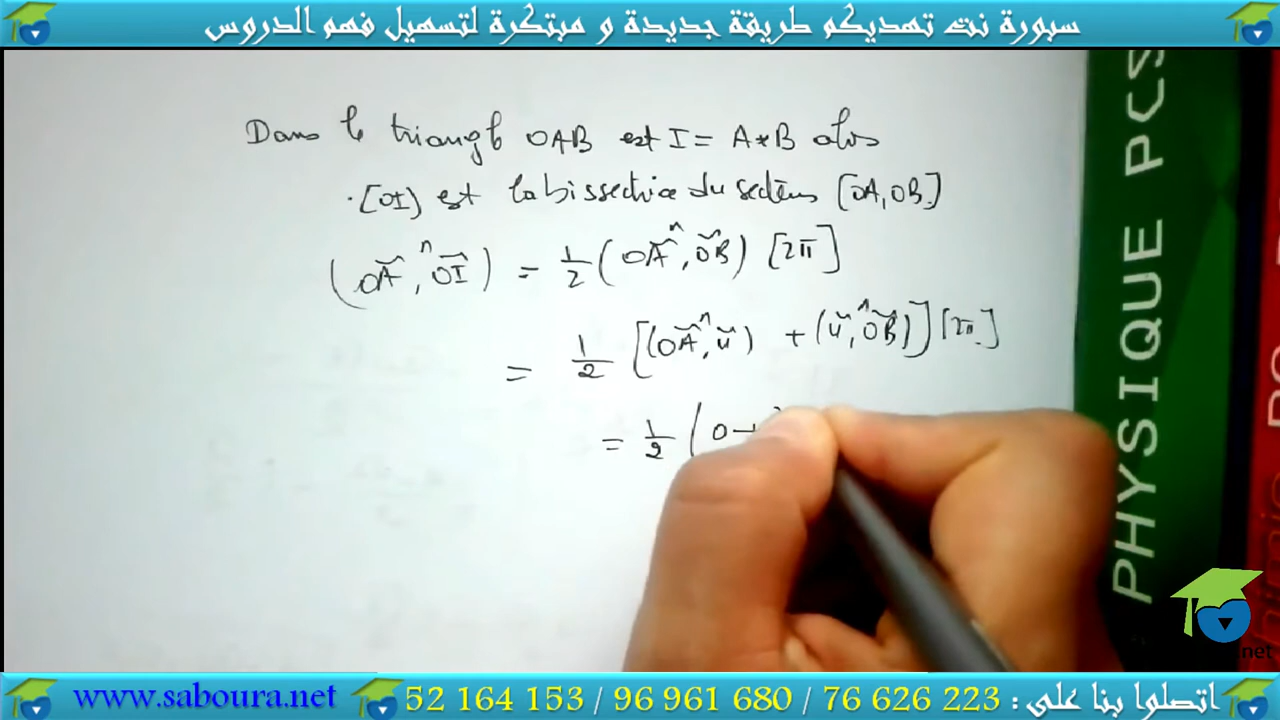 سبورة نت تهديكم طريقة جديدة و مبتكرة لتسهيل فهم الدروس
Dans le triangle OAB est I = A*B alors
. [OI) est la bissectrice du secteurs [OA, OB]
(OA, OI) = 1/2 (OA, OB) [2π]
= 1/2 [(OA, u) + (u, OB)] [2π]
= 1/2 (0 -
PHYSIQUE PCS
www.saboura.net 52 164 153 / 96 961 680 / 76 626 223 : اتصلوا بنا على